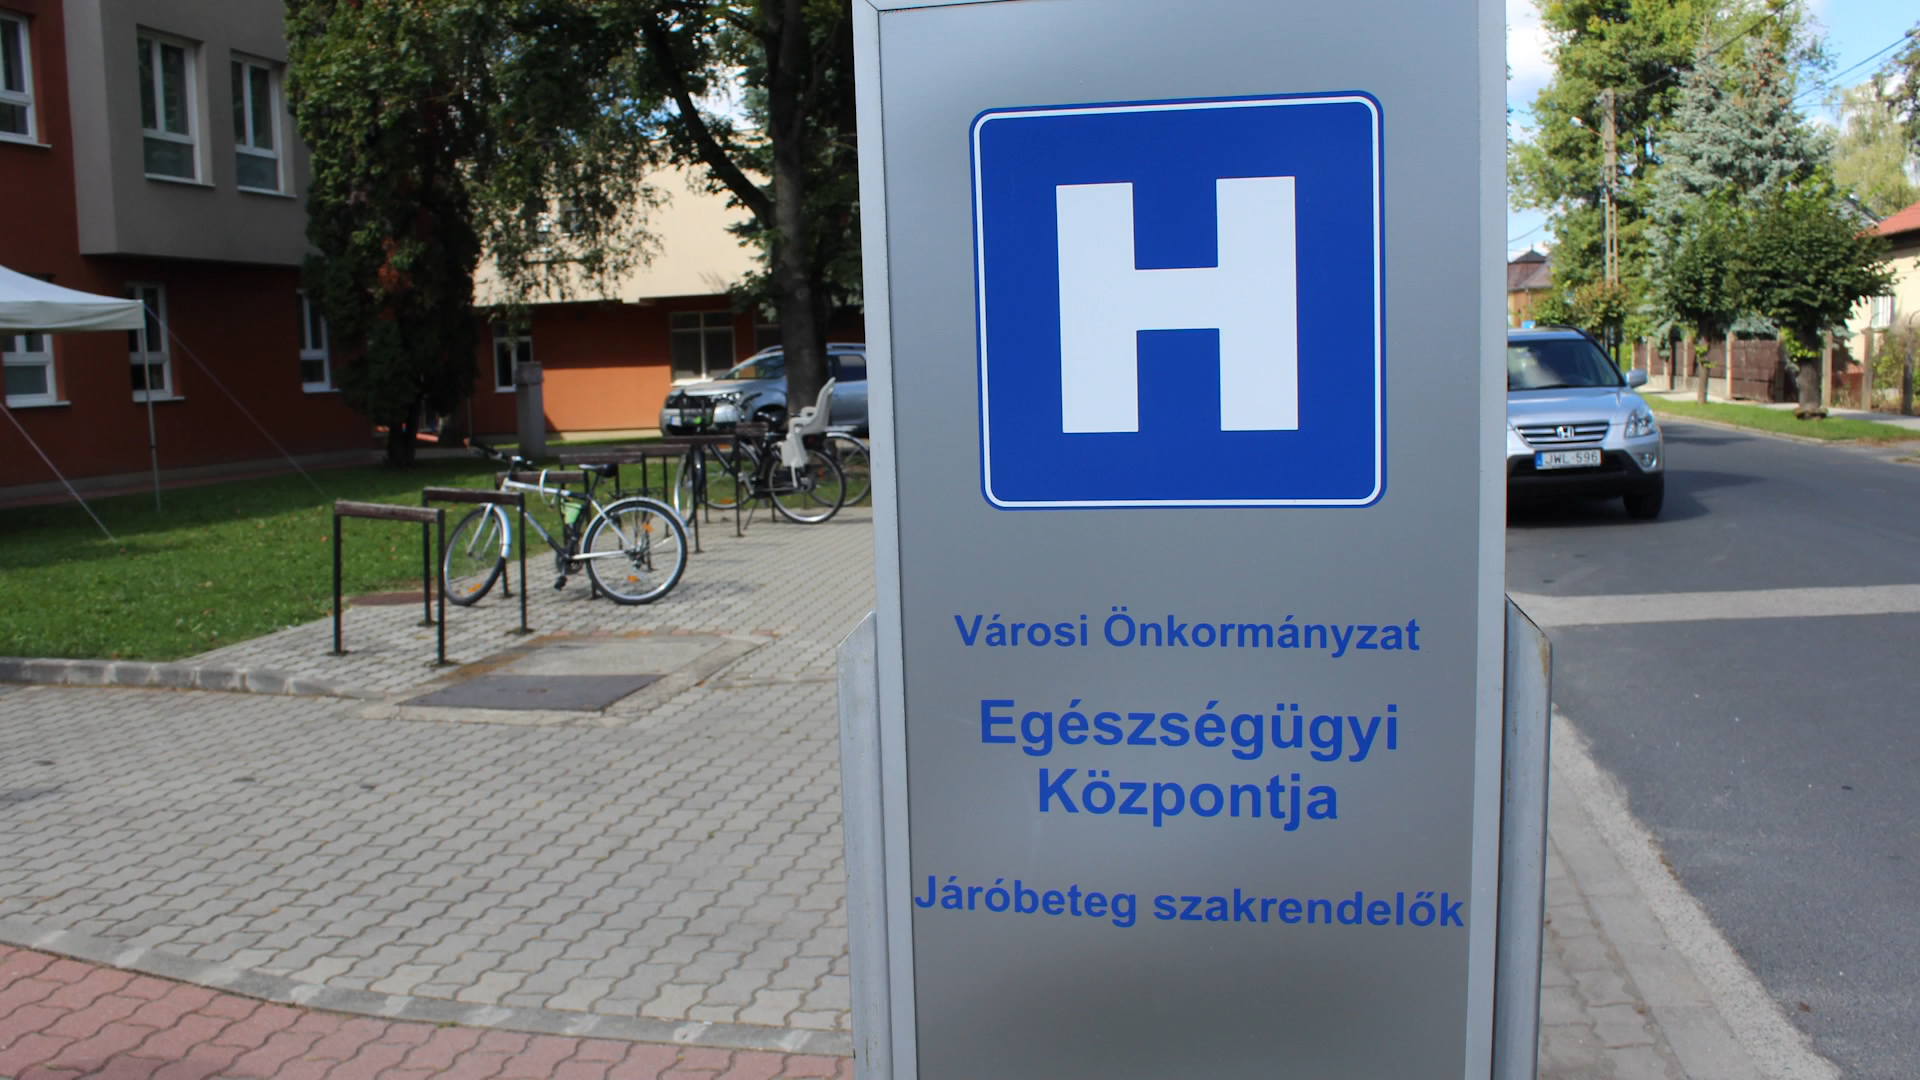 H
Városi Önkormányzat
Egészségügyi
Központja
Járóbeteg szakrendelők
JWL-596